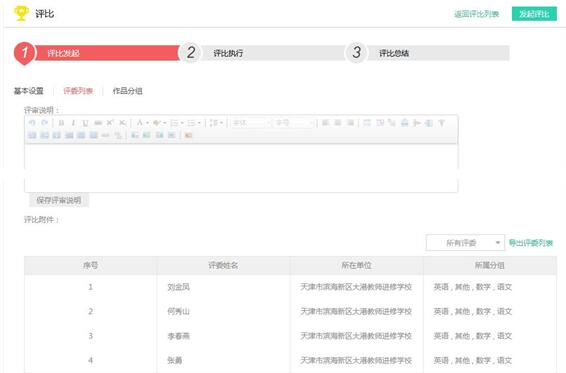 评比
返回评比列表 发起评比
1 评比发起 2 评比执行 3 评比总结
基本设置 评委列表 作品分组
评审说明：
字体 字号
保存评审说明
评比附件：
所有评委 导出评委列表
序号 评委姓名 所在单位 所属分组
1 刘金凤 天津市滨海新区大港教师进修学校 英语 , 其他 , 数学 , 语文
2 何秀山 天津市滨海新区大港教师进修学校 英语 , 其他 , 数学 , 语文
3 李春燕 天津市滨海新区大港教师进修学校 英语 , 其他 , 数学 , 语文
4 张勇 天津市滨海新区大港教师进修学校 英语 , 其他 , 数学 , 语文